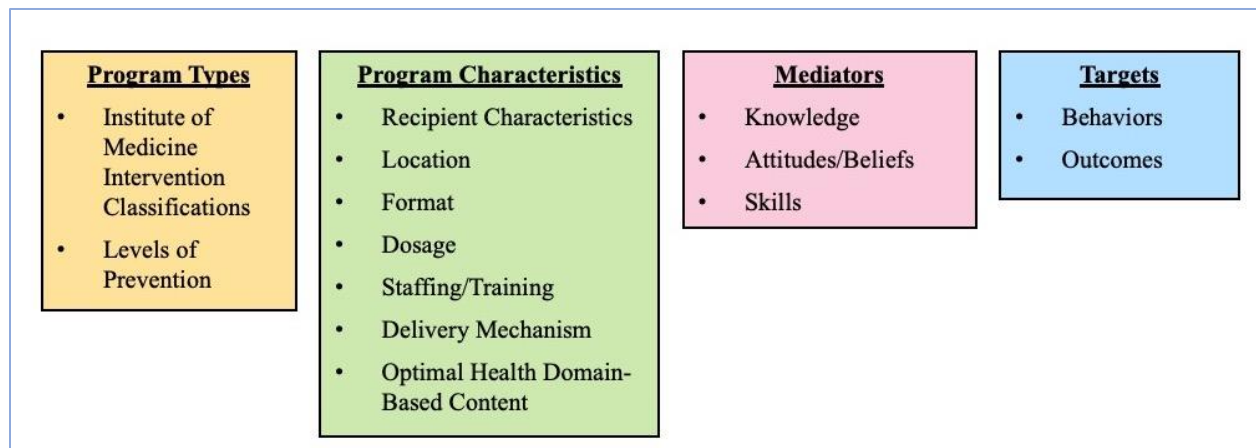 Program Types
• Institute of
Medicine
Intervention
Classifications
• Levels of
Prevention
Program Characteristics
• Recipient Characteristics
• Location
• Format
• Dosage
• Staffing/Training
• Delivery Mechanism
• Optimal Health Domain-
Based Content
Mediators
• Knowledge
• Attitudes/Beliefs
• Skills
Targets
• Behaviors
• Outcomes